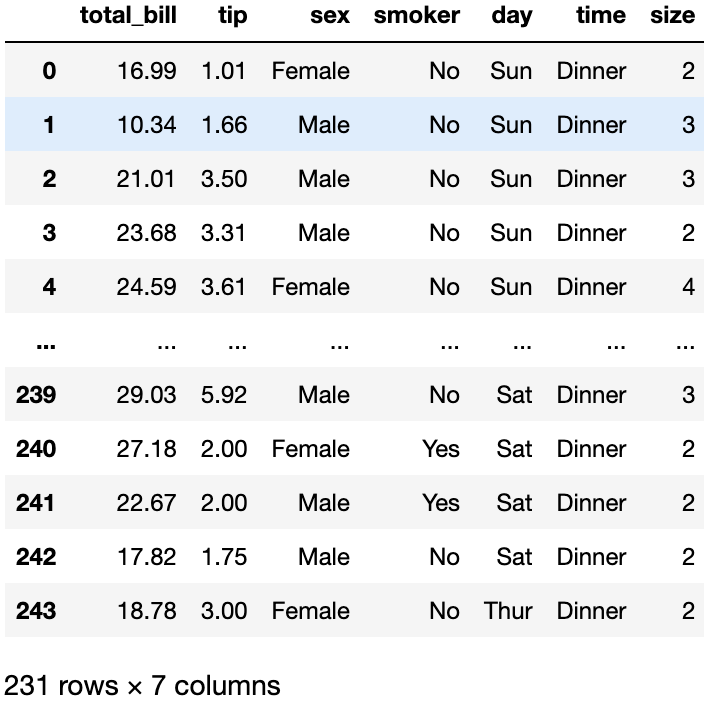 total_bill tip sex smoker day time size
0 16.99 1.01 Female No Sun Dinner 2
1 10.34 1.66 Male No Sun Dinner 3
2 21.01 3.50 Male No Sun Dinner 3
3 23.68 3.31 Male No Sun Dinner 2
4 24.59 3.61 Female No Sun Dinner 4
... ... ... ... ... ... ... ...
239 29.03 5.92 Male No Sat Dinner 3
240 27.18 2.00 Female Yes Sat Dinner 2
241 22.67 2.00 Male Yes Sat Dinner 2
242 17.82 1.75 Male No Sat Dinner 2
243 18.78 3.00 Female No Thur Dinner 2
231 rows × 7 columns